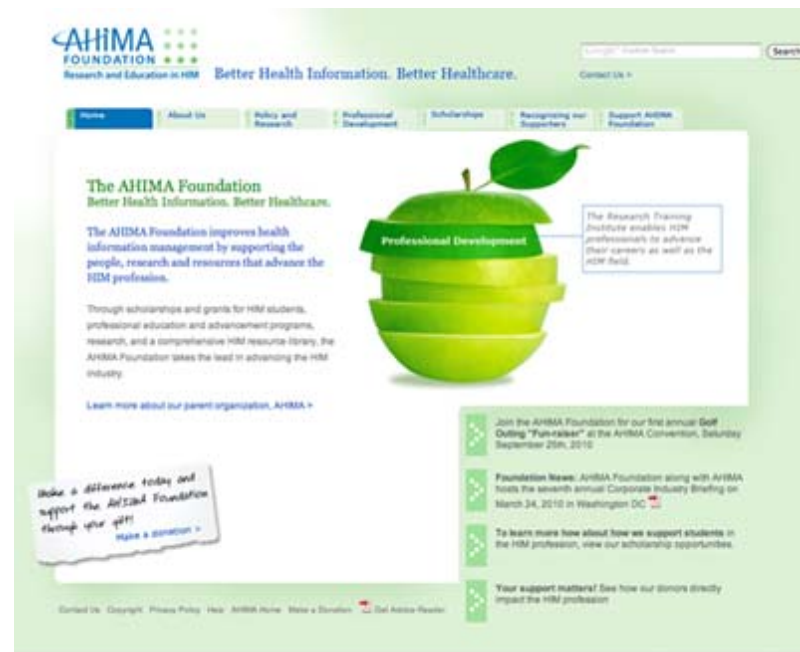 AHIMA
FOUNDATION
Research and Education in HIM
Better Health Information. Better Healthcare.
Search
Contact Us >
Home
About Us
Policy and
Research
Professional
Development
Scholarships
Recognizing our
Supporters
Support AHIMA
Foundation
The AHIMA Foundation
Better Health Information. Better Healthcare.
The AHIMA Foundation improves health
information management by supporting the
people, research and resources that advance the
HIM profession.
Through scholarships and grants for HIM students,
professional education and advancement programs,
research, and a comprehensive HIM resource library, the
AHIMA Foundation takes the lead in advancing the HIM
industry.
Learn more about our parent organization, AHIMA >
Professional Development
The Research Training
Institute enables HIM
professionals to advance
their careers as well as the
HIM field.
Join the AHIMA Foundation for our first annual Golf
Outing "Fun-raiser" at the AHIMA Convention, Saturday
September 25th, 2010
Foundation News: AHIMA Foundation along with AHIMA
hosts the seventh annual Corporate Industry Briefing on
March 24, 2010 in Washington DC
To learn more how about how we support students in
the HIM profession, view our scholarship opportunities.
Your support matters! See how our donors directly
impact the HIM profession
Make a difference today and
support the AHIMA Foundation
through your gift!
Make a donation >
Contact Us Copyright Privacy Policy Help AHIMA Home Make a Donation Get Adobe Reader